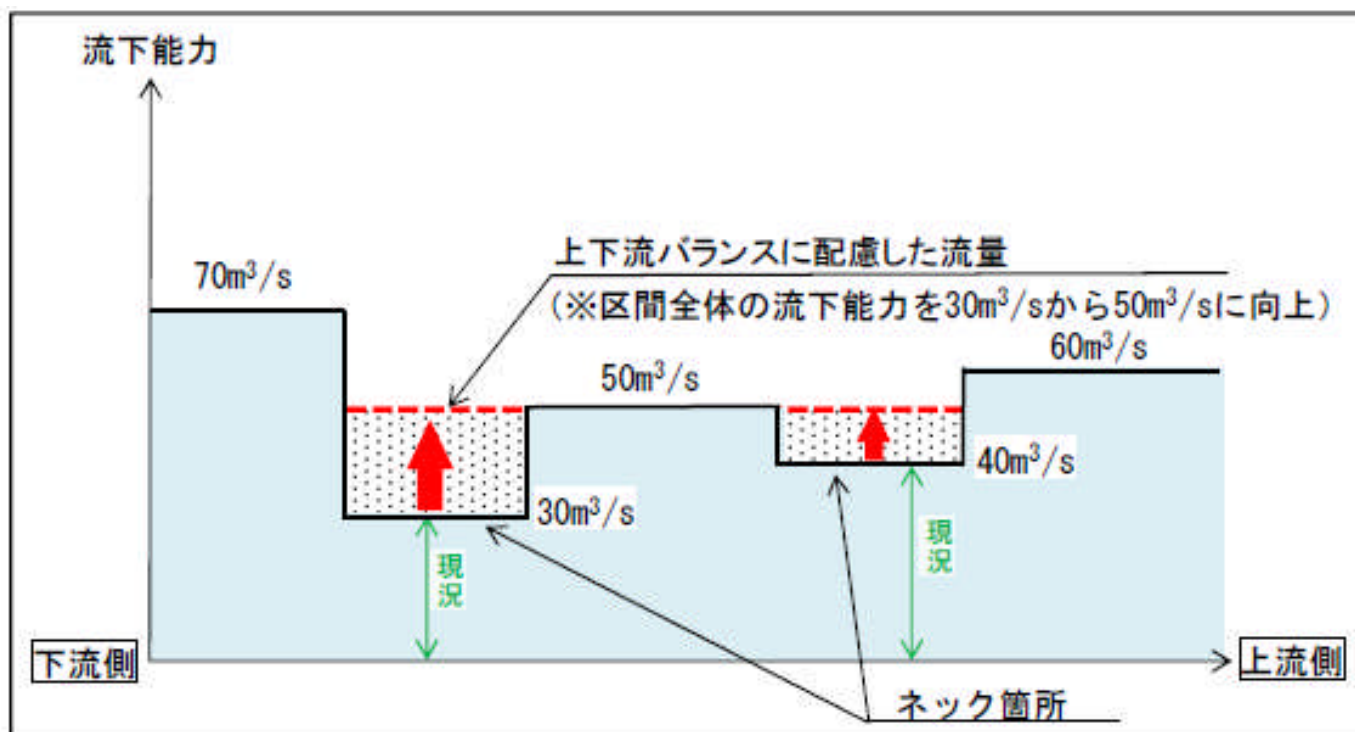 流下能力
上下流バランスに配慮した流量
70m³/s
(※区間全体の流下能力を30m³/sから50m³/sに向上)
60m³/s
50m³/s
40m³/s
30m³/s
現況
現況
下流側
上流側
ネック箇所